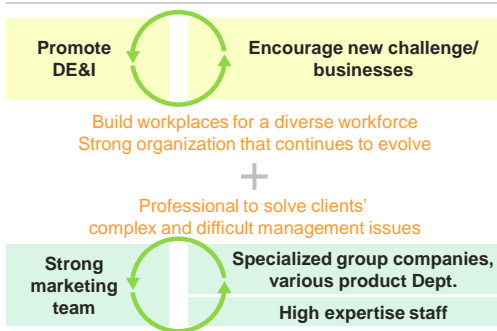 Promote
DE&I
Encourage new challenge/
businesses
Build workplaces for a diverse workforce
Strong organization that continues to evolve
+
Professional to solve clients'
complex and difficult management issues
Strong
marketing
team
Specialized group companies,
various product Dept.
High expertise staff